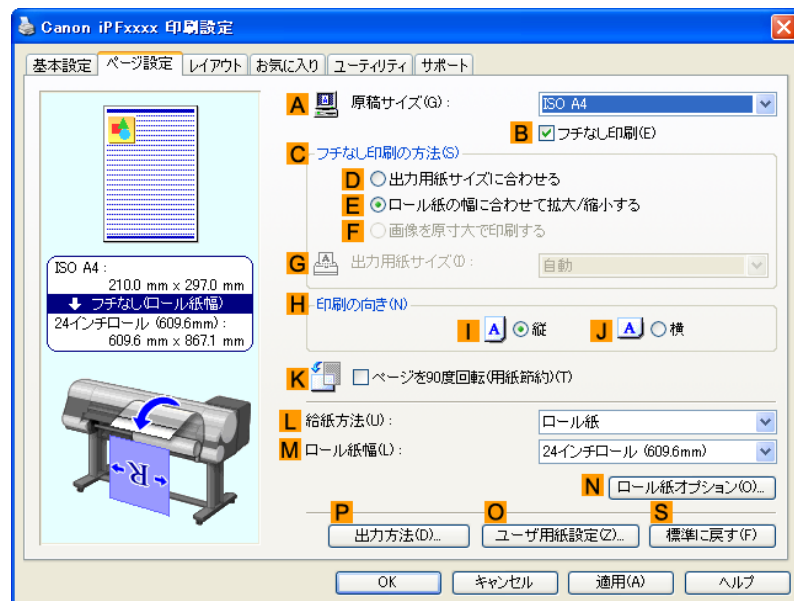 Canon iPFxxxx 印刷設定
基本設定 ページ設定 レイアウト お気に入り ユーティリティ サポート
A 原稿サイズ(G): ISO A4
B フチなし印刷(E)
C フチなし印刷の方法(S)
D 出力用紙サイズに合わせる
E ロール紙の幅に合わせて拡大/縮小する
F 画像を原寸大で印刷する
G 出力用紙サイズ(I): 自動
ISO A4:
210.0 mm x 297.0 mm
フチなし(ロール紙幅)
24インチロール (609.6mm):
609.6 mm x 867.1 mm
H 印刷の向き(N)
I A 縦 J A 横
K ページを90度回転(用紙節約)(T)
L 給紙方法(U): ロール紙
M ロール紙幅(L): 24インチロール (609.6mm)
R
N ロール紙オプション(O)...
P O S
出力方法(D)... ユーザ用紙設定(Z)... 標準に戻す(F)
OK キャンセル 適用(A) ヘルプ